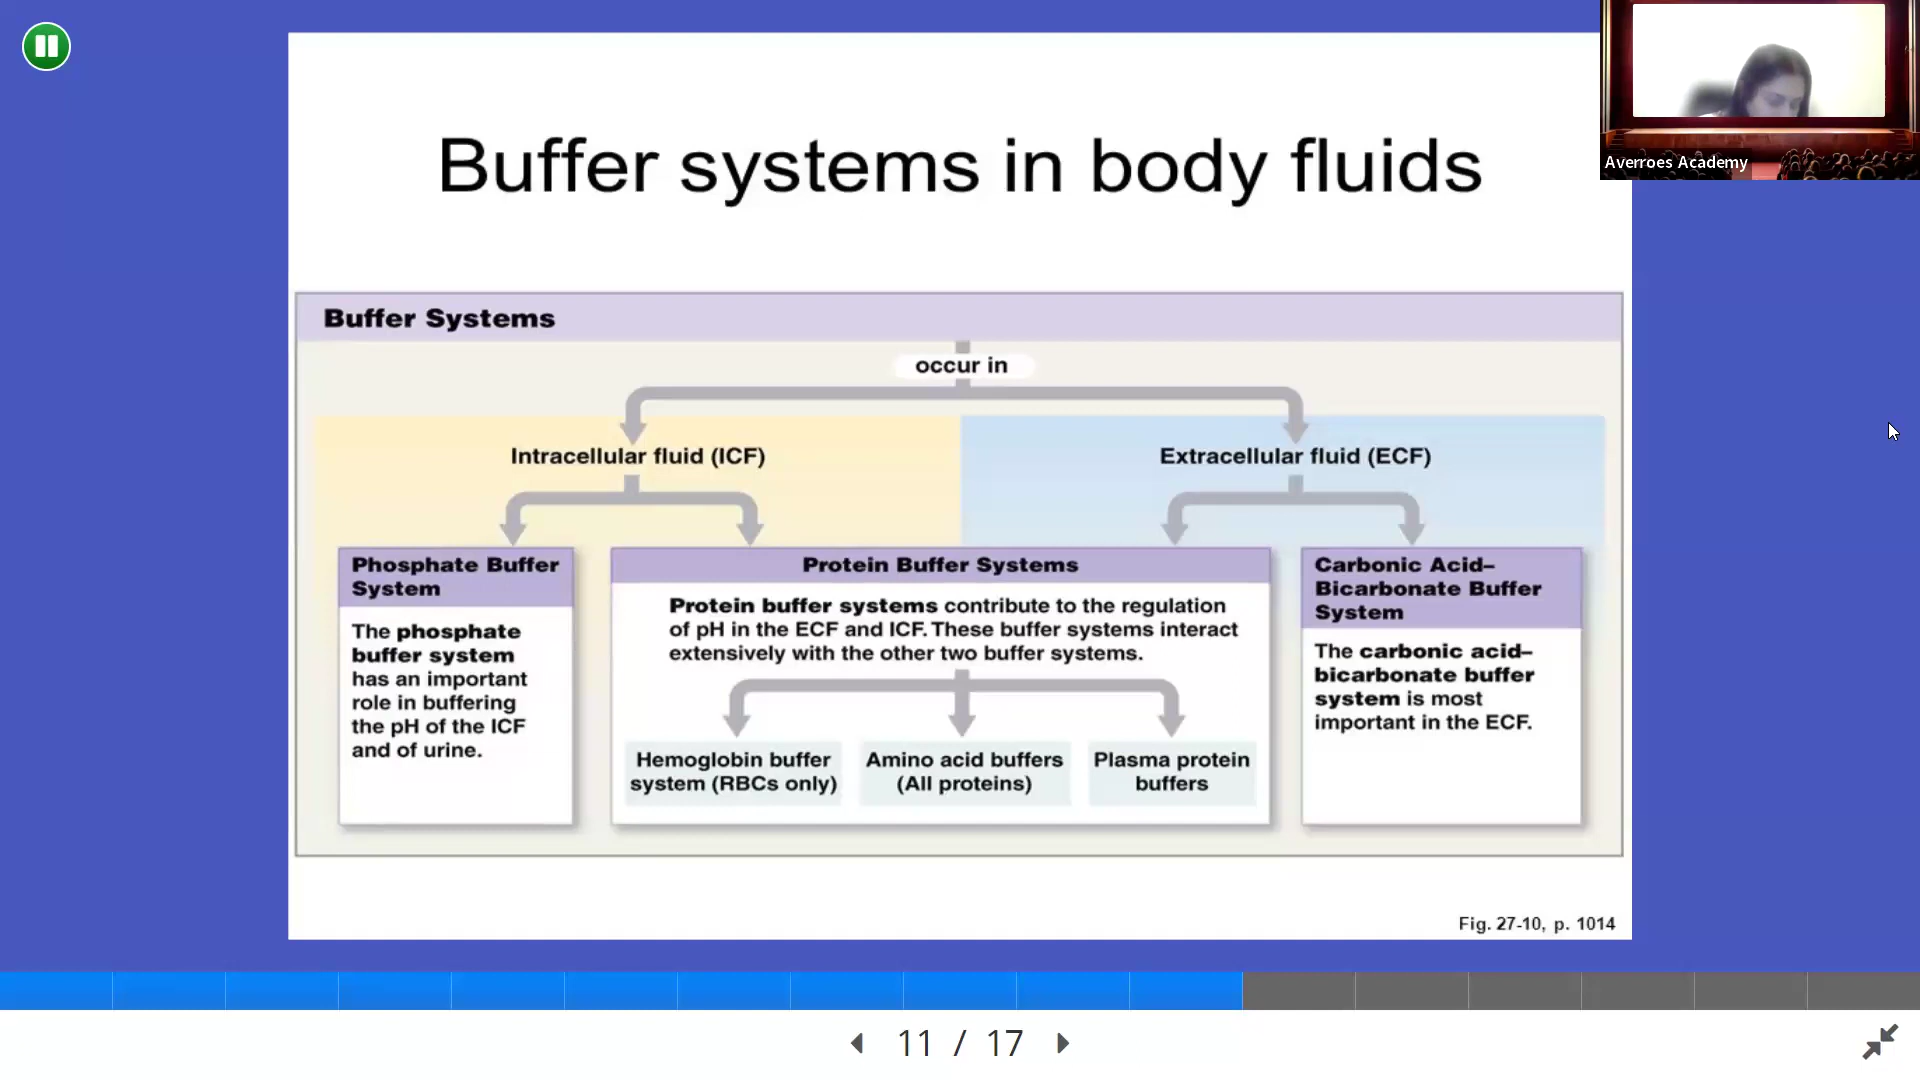 Averroes Academy
Buffer systems in body fluids
Buffer Systems
occur in
Intracellular fluid (ICF)
Extracellular fluid (ECF)
Phosphate Buffer
System
The phosphate
buffer system
has an important
role in buffering
the pH of the ICF
and of urine.
Protein Buffer Systems
Protein buffer systems contribute to the regulation
of pH in the ECF and ICF. These buffer systems interact
extensively with the other two buffer systems.
Hemoglobin buffer
system (RBCs only)
Amino acid buffers
(All proteins)
Plasma protein
buffers
Carbonic Acid–
Bicarbonate Buffer
System
The carbonic acid–
bicarbonate buffer
system is most
important in the ECF.
Fig. 27-10, p. 1014
11 / 17